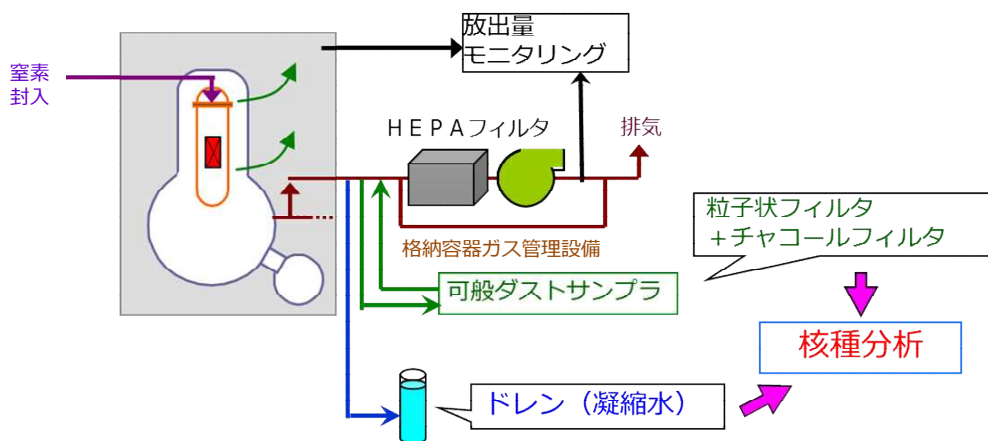 放出量
モニタリング
窒素
封入
ＨＥＰＡフィルタ
排気
粒子状フィルタ
＋チャコールフィルタ
格納容器ガス管理設備
可般ダストサンプラ
核種分析
ドレン（凝縮水）